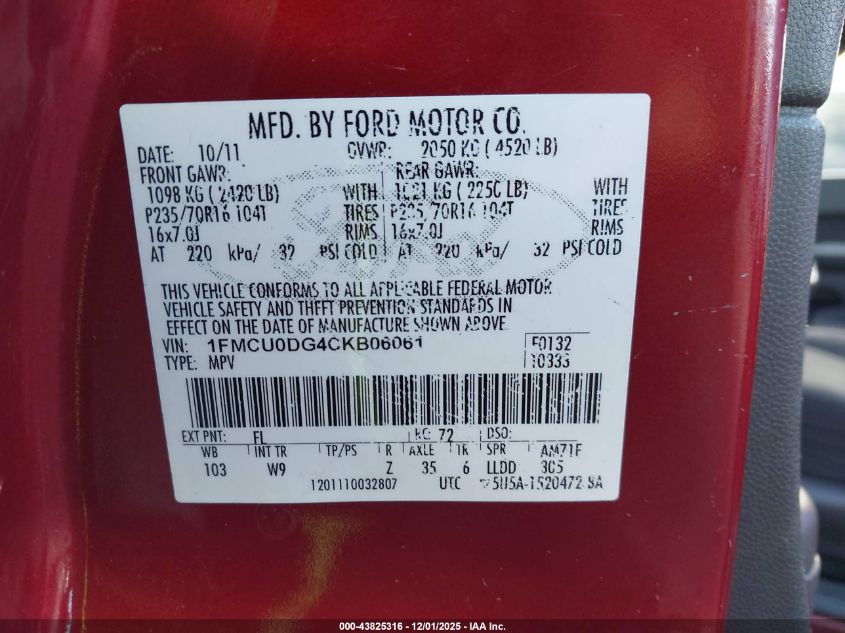 MFD. BY FORD MOTOR CO.
DATE: 10/11 GVWR: 2050 KG ( 4520 LB)
FRONT GAWR: REAR GAWR:
1098 KG ( 2420 LB) WITH 1021 KG ( 2250 LB) WITH
P235/70R16 104T TIRES P235/70R16 104T TIRES
16x7.0J RIMS 16x7.0J RIMS
AT 220 kPa/ 32 PSI COLD AT 220 kPa/ 32 PSI COLD
THIS VEHICLE CONFORMS TO ALL APPLICABLE FEDERAL MOTOR
VEHICLE SAFETY AND THEFT PREVENTION STANDARDS IN
EFFECT ON THE DATE OF MANUFACTURE SHOWN ABOVE.
VIN: 1FMCU0DG4CKB06061 F0132
TYPE: MPV 10333
EXT PNT: FL RC: 72 DSO:
WB INT TR TP/PS R AXLE TR SPR AM71F
103 W9 Z 35 6 LLDD 305
1201110032807 UTC 5U5A-1520472
000-43825316 - 12/01/2025 - IAA Inc.